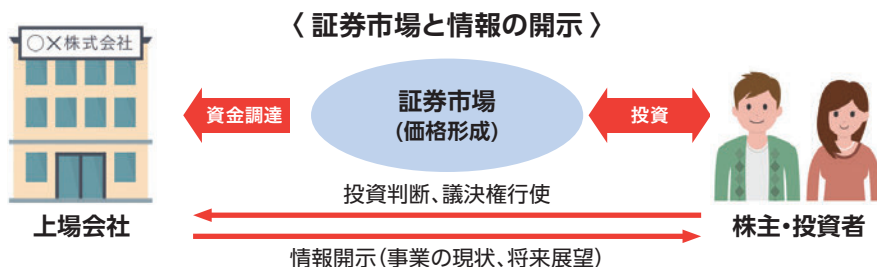 〈 証券市場と情報の開示 〉
○×株式会社
資金調達
証券市場
(価格形成)
投資
投資判断、議決権行使
上場会社
株主・投資者
情報開示(事業の現状、将来展望)